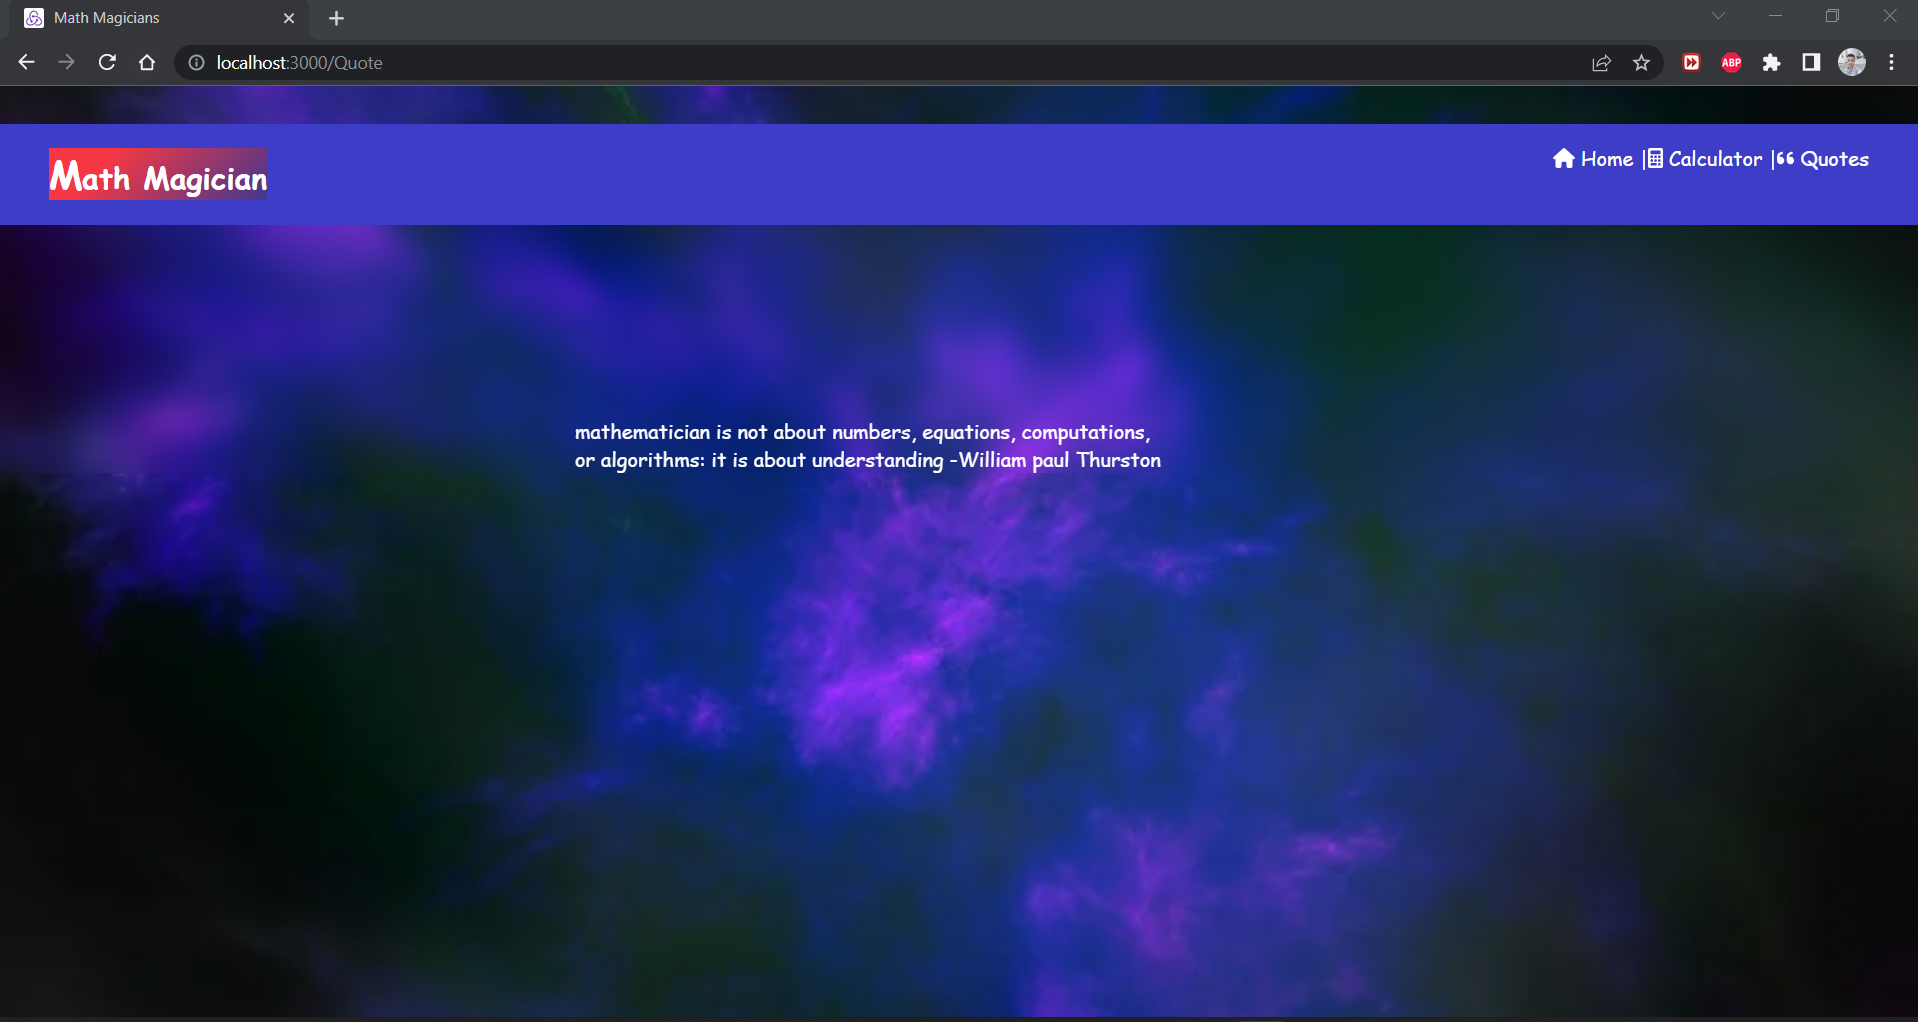 Math Magicians
localhost:3000/Quote
ABP
Math Magician
Home | Calculator | Quotes
mathematician is not about numbers, equations, computations,
or algorithms: it is about understanding -William paul Thurston